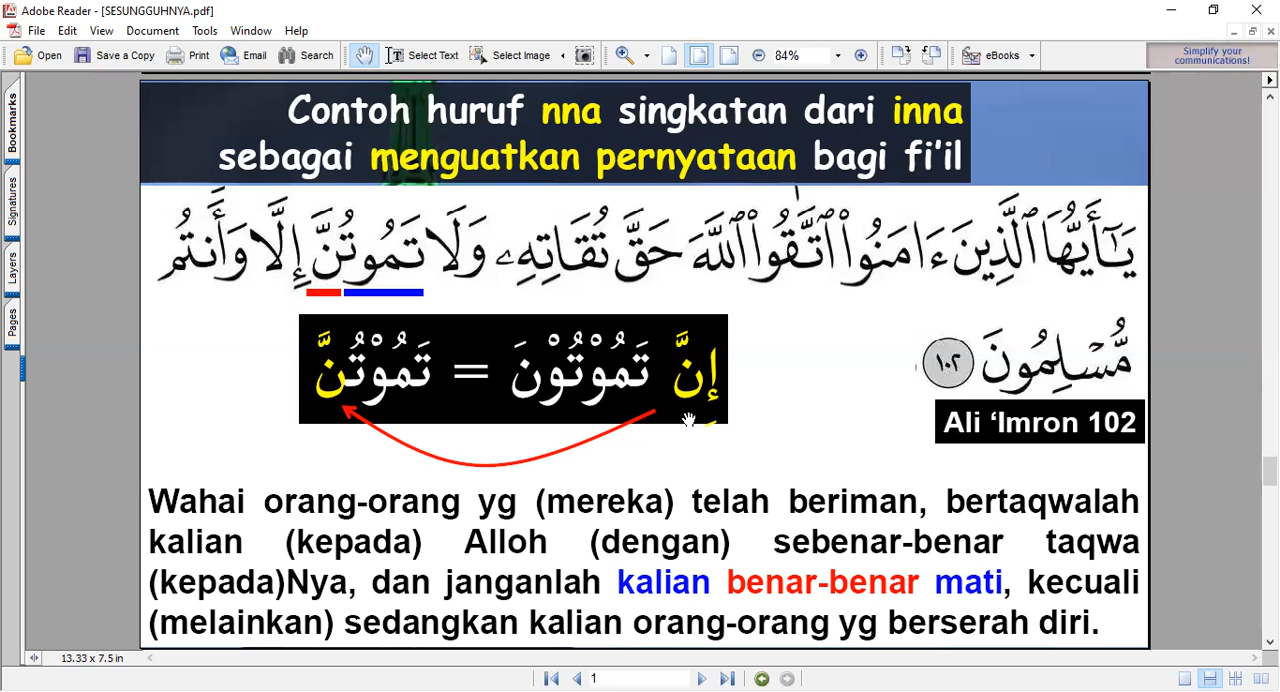 Adobe Reader - [SESUNGGUHNYA.pdf]
File Edit View Document Tools Window Help
Open Save a Copy Print Email Search Select Text Select Image 84% eBooks Simplify your communications!
Bookmarks
Signatures
Layers
Pages
Contoh huruf nna singkatan dari inna
sebagai menguatkan pernyataan bagi fi'il
يَـٰٓأَيُّهَا ٱلَّذِينَ ءَامَنُوا۟ ٱتَّقُوا۟ ٱللَّهَ حَقَّ تُقَاتِهِۦ وَلَا تَمُوتُنَّ إِلَّا وَأَنتُم
مُّسْلِمُونَ ١٠٢
إنَّ تَمُوْتُوْنَ = تَمُوْتُنَّ
Ali ‘Imron 102
Wahai orang-orang yg (mereka) telah beriman, bertaqwalah
kalian (kepada) Alloh (dengan) sebenar-benar taqwa
(kepada)Nya, dan janganlah kalian benar-benar mati, kecuali
(melainkan) sedangkan kalian orang-orang yg berserah diri.
13.33 x 7.5 in
1